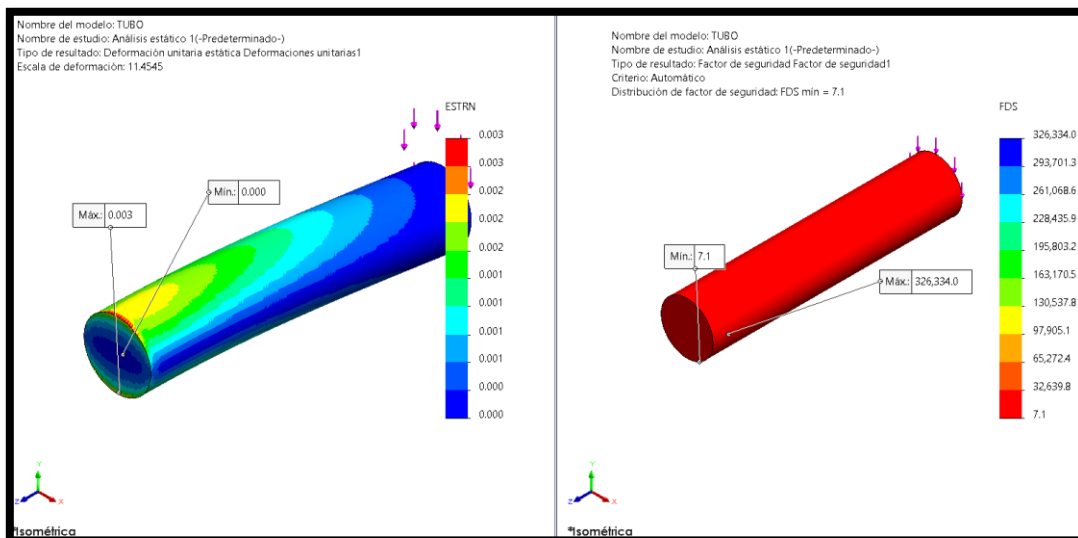 Nombre del modelo: TUBO
Nombre de estudio: Análisis estático 1(-Predeterminado-)
Tipo de resultado: Deformación unitaria estática Deformaciones unitarias1
Escala de deformación: 11.4545
ESTRN
0.003
0.003
0.002
0.002
0.002
0.001
0.001
0.001
0.001
0.000
0.000
Mín.: 0.000
Máx.: 0.003
Y
Z
X
*Isométrica
Nombre del modelo: TUBO
Nombre de estudio: Análisis estático 1(-Predeterminado-)
Tipo de resultado: Factor de seguridad Factor de seguridad1
Criterio: Automático
Distribución de factor de seguridad: FDS mín = 7.1
FDS
326,334.0
293,701.3
261,068.6
228,435.9
195,803.2
163,170.5
130,537.8
97,905.1
65,272.4
32,639.8
7.1
Mín.: 7.1
Máx.: 326,334.0
Y
Z
X
*Isométrica